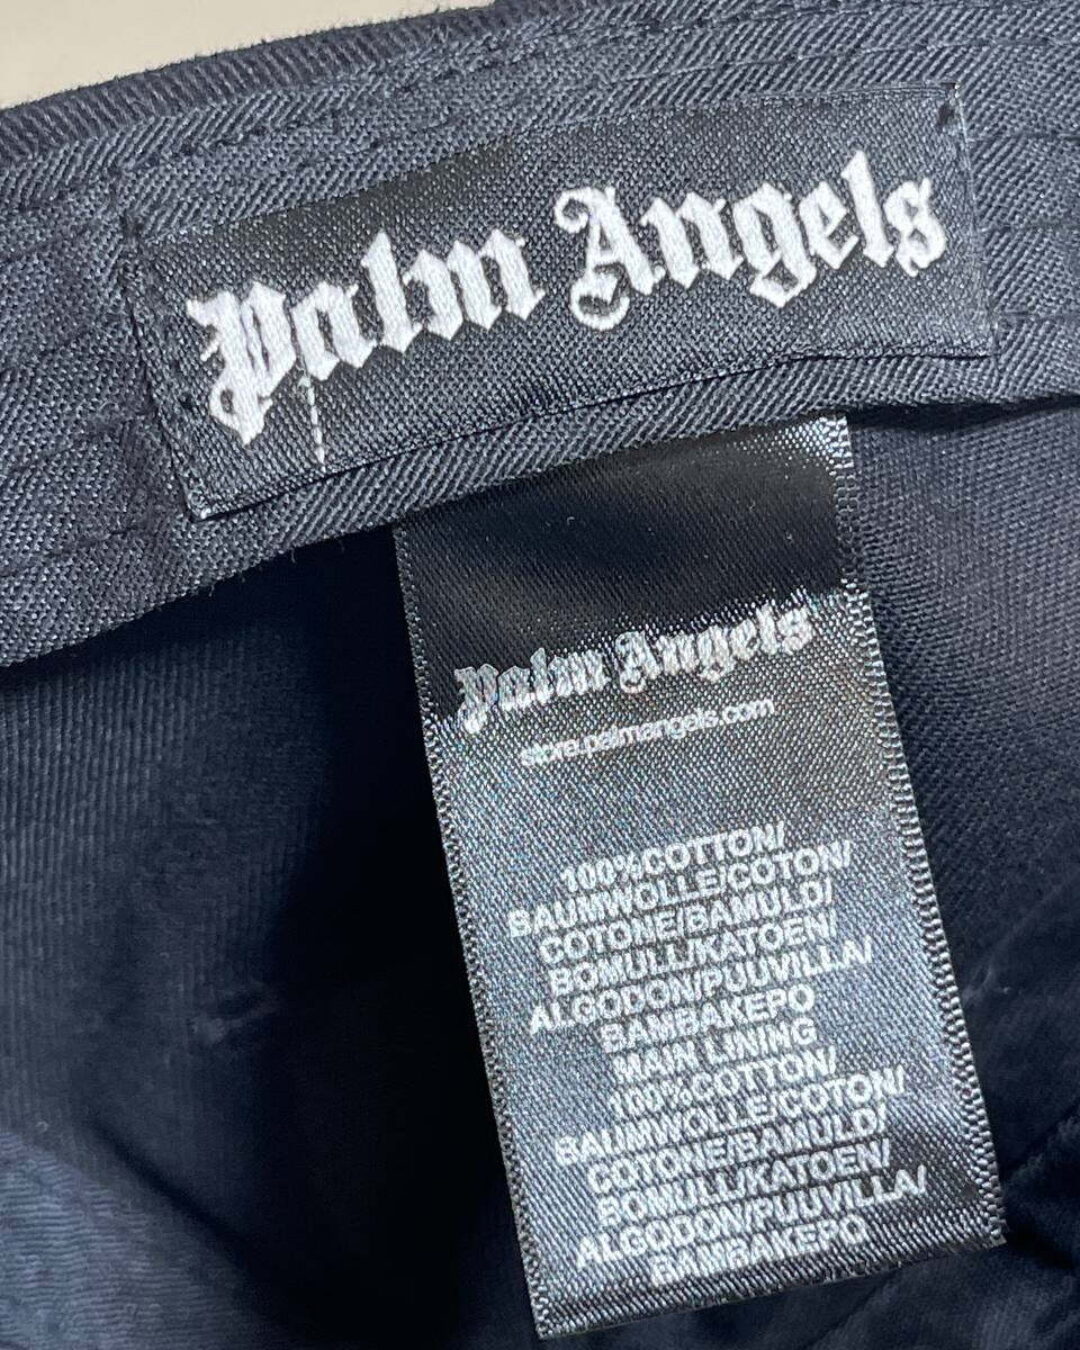 Palm Angels
Palm Angels
store.palmangels.com
100%COTTON/
BAUMWOLLE/COTON/
COTONE/BAMULD/
BOMULL/KATOEN/
ALGODON/PUUVILLA/
BAMBAKEPO
MAIN LINING
100%COTTON/
BAUMWOLLE/COTON/
COTONE/BAMULD/
BOMULL/KATOEN/
ALGODON/PUUVILLA/
BAMBAKEPO